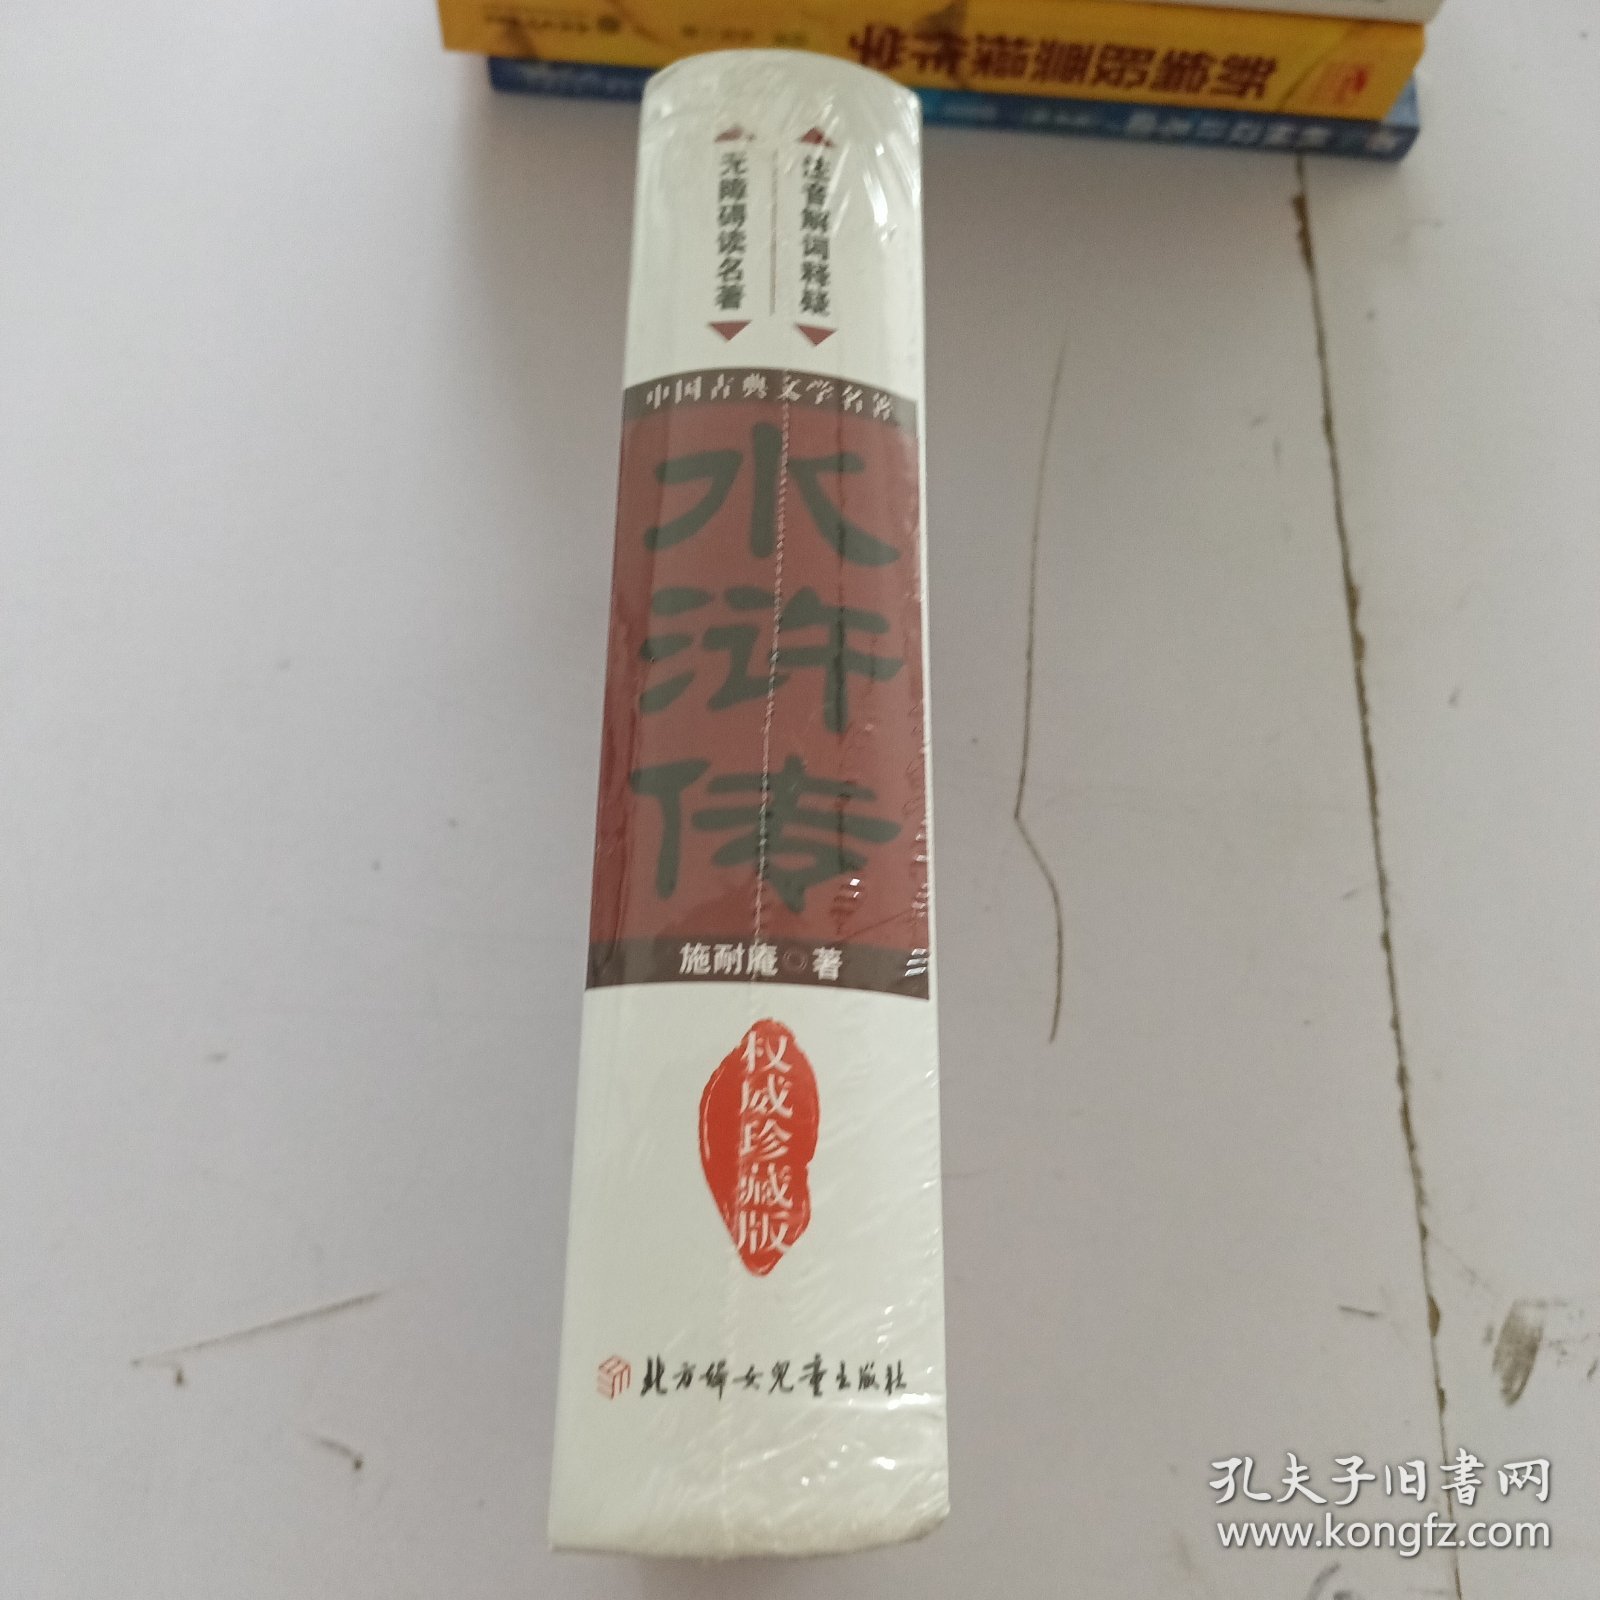 注音解词释疑
无障碍读名著
中国古典文学名著
水浒传
施耐庵◎著
权威珍藏版
北方妇女儿童出版社
孔夫子旧书网
www.kongfz.com